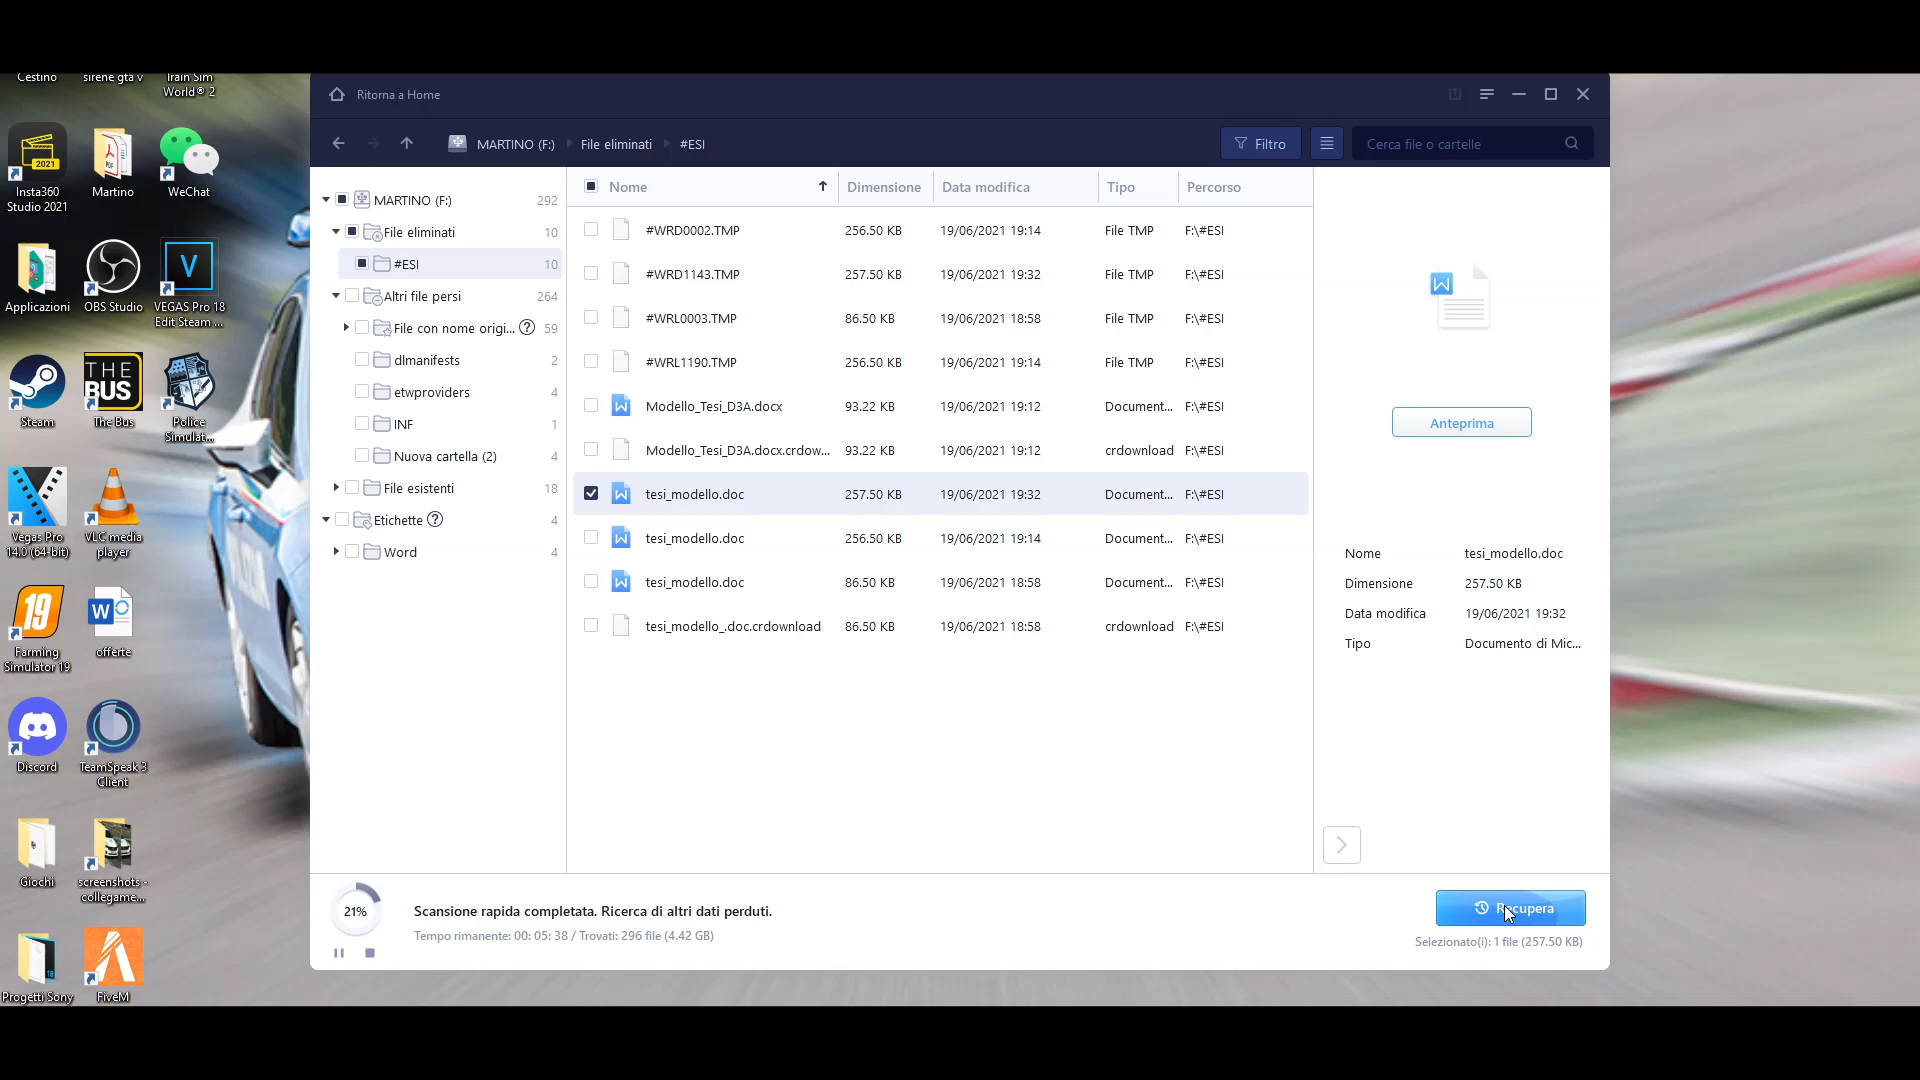 Cestino
sirene gta v
Train Sim
World® 2
2021
Insta360
Studio 2021
Martino
WeChat
Applicazioni
OBS Studio
V
VEGAS Pro 18
Edit Steam ...
Steam
THE
BUS
The Bus
Police
Simulat...
Vegas Pro
14.0 (64-bit)
VLC media
player
19
Farming
Simulator 19
W
offerte
Discord
TeamSpeak 3
Client
Giochi
screenshots -
collegame...
18
Progetti Sony
FiveM
Ritorna a Home
MARTINO (F:)
File eliminati
#ESI
Filtro
Cerca file o cartelle
MARTINO (F:) 292
File eliminati 10
#ESI 10
Altri file persi 264
File con nome origi... ? 59
dlmanifests 2
etwproviders 4
INF 1
Nuova cartella (2) 4
File esistenti 18
Etichette ? 4
Word 4
Nome Dimensione Data modifica Tipo Percorso
#WRD0002.TMP 256.50 KB 19/06/2021 19:14 File TMP F:\#ESI
#WRD1143.TMP 257.50 KB 19/06/2021 19:32 File TMP F:\#ESI
#WRL0003.TMP 86.50 KB 19/06/2021 18:58 File TMP F:\#ESI
#WRL1190.TMP 256.50 KB 19/06/2021 19:14 File TMP F:\#ESI
Modello_Tesi_D3A.docx 93.22 KB 19/06/2021 19:12 Document... F:\#ESI
Modello_Tesi_D3A.docx.crdow... 93.22 KB 19/06/2021 19:12 crdownload F:\#ESI
tesi_modello.doc 257.50 KB 19/06/2021 19:32 Document... F:\#ESI
tesi_modello.doc 256.50 KB 19/06/2021 19:14 Document... F:\#ESI
tesi_modello.doc 86.50 KB 19/06/2021 18:58 Document... F:\#ESI
tesi_modello_.doc.crdownload 86.50 KB 19/06/2021 18:58 crdownload F:\#ESI
W
Anteprima
Nome tesi_modello.doc
Dimensione 257.50 KB
Data modifica 19/06/2021 19:32
Tipo Documento di Mic...
21%
Scansione rapida completata. Ricerca di altri dati perduti.
Tempo rimanente: 00: 05: 38 / Trovati: 296 file (4.42 GB)
Recupera
Selezionato(i): 1 file (257.50 KB)